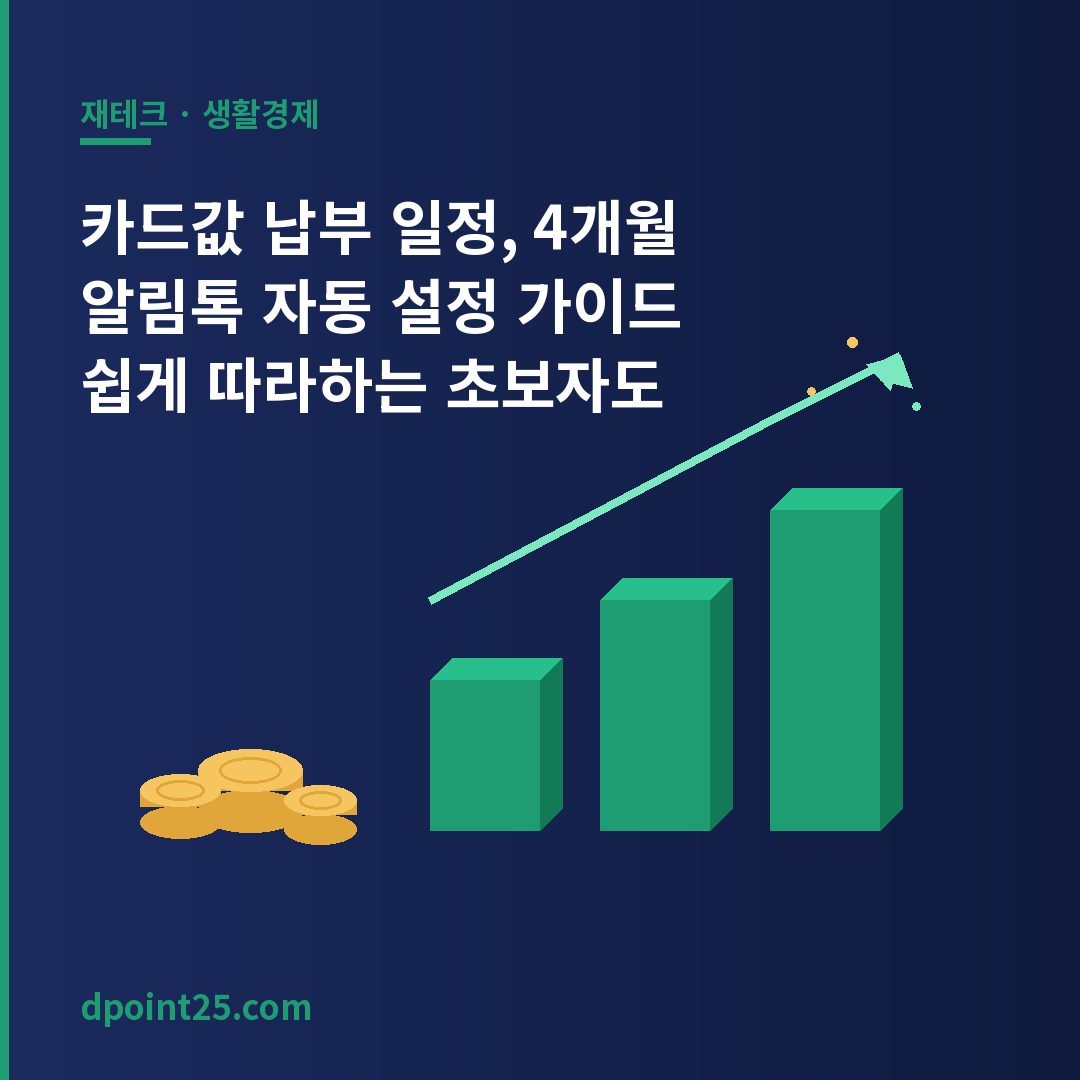 재테크 · 생활경제
카드값 납부 일정, 4개월
알림톡 자동 설정 가이드
쉽게 따라하는 초보자도
dpoint25.com